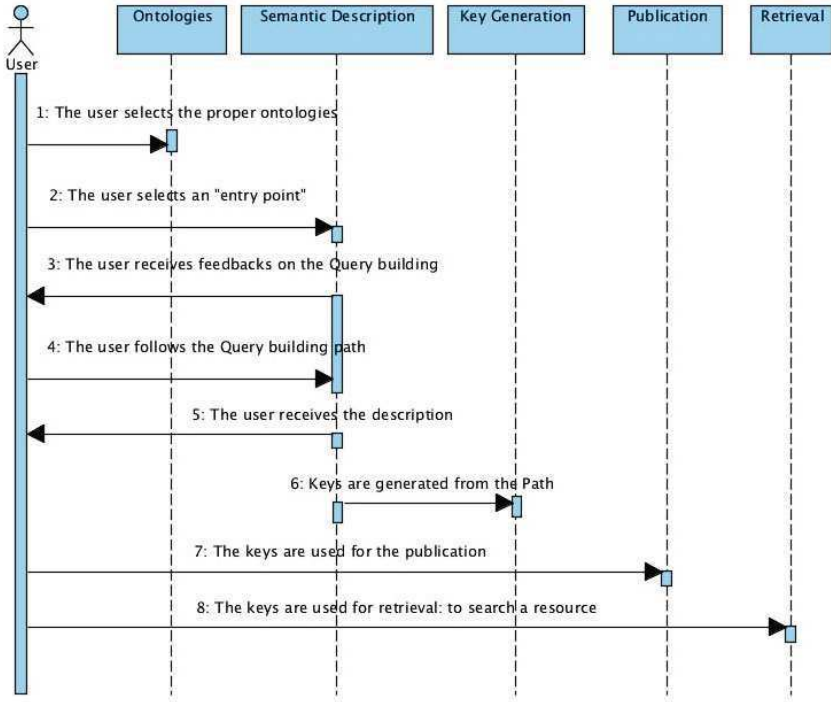 Ontologies
Semantic Description
Key Generation
Publication
Retrieval
User
1: The user selects the proper ontologies
2: The user selects an "entry point"
3: The user receives feedbacks on the Query building
4: The user follows the Query building path
5: The user receives the description
6: Keys are generated from the Path
7: The keys are used for the publication
8: The keys are used for retrieval: to search a resource